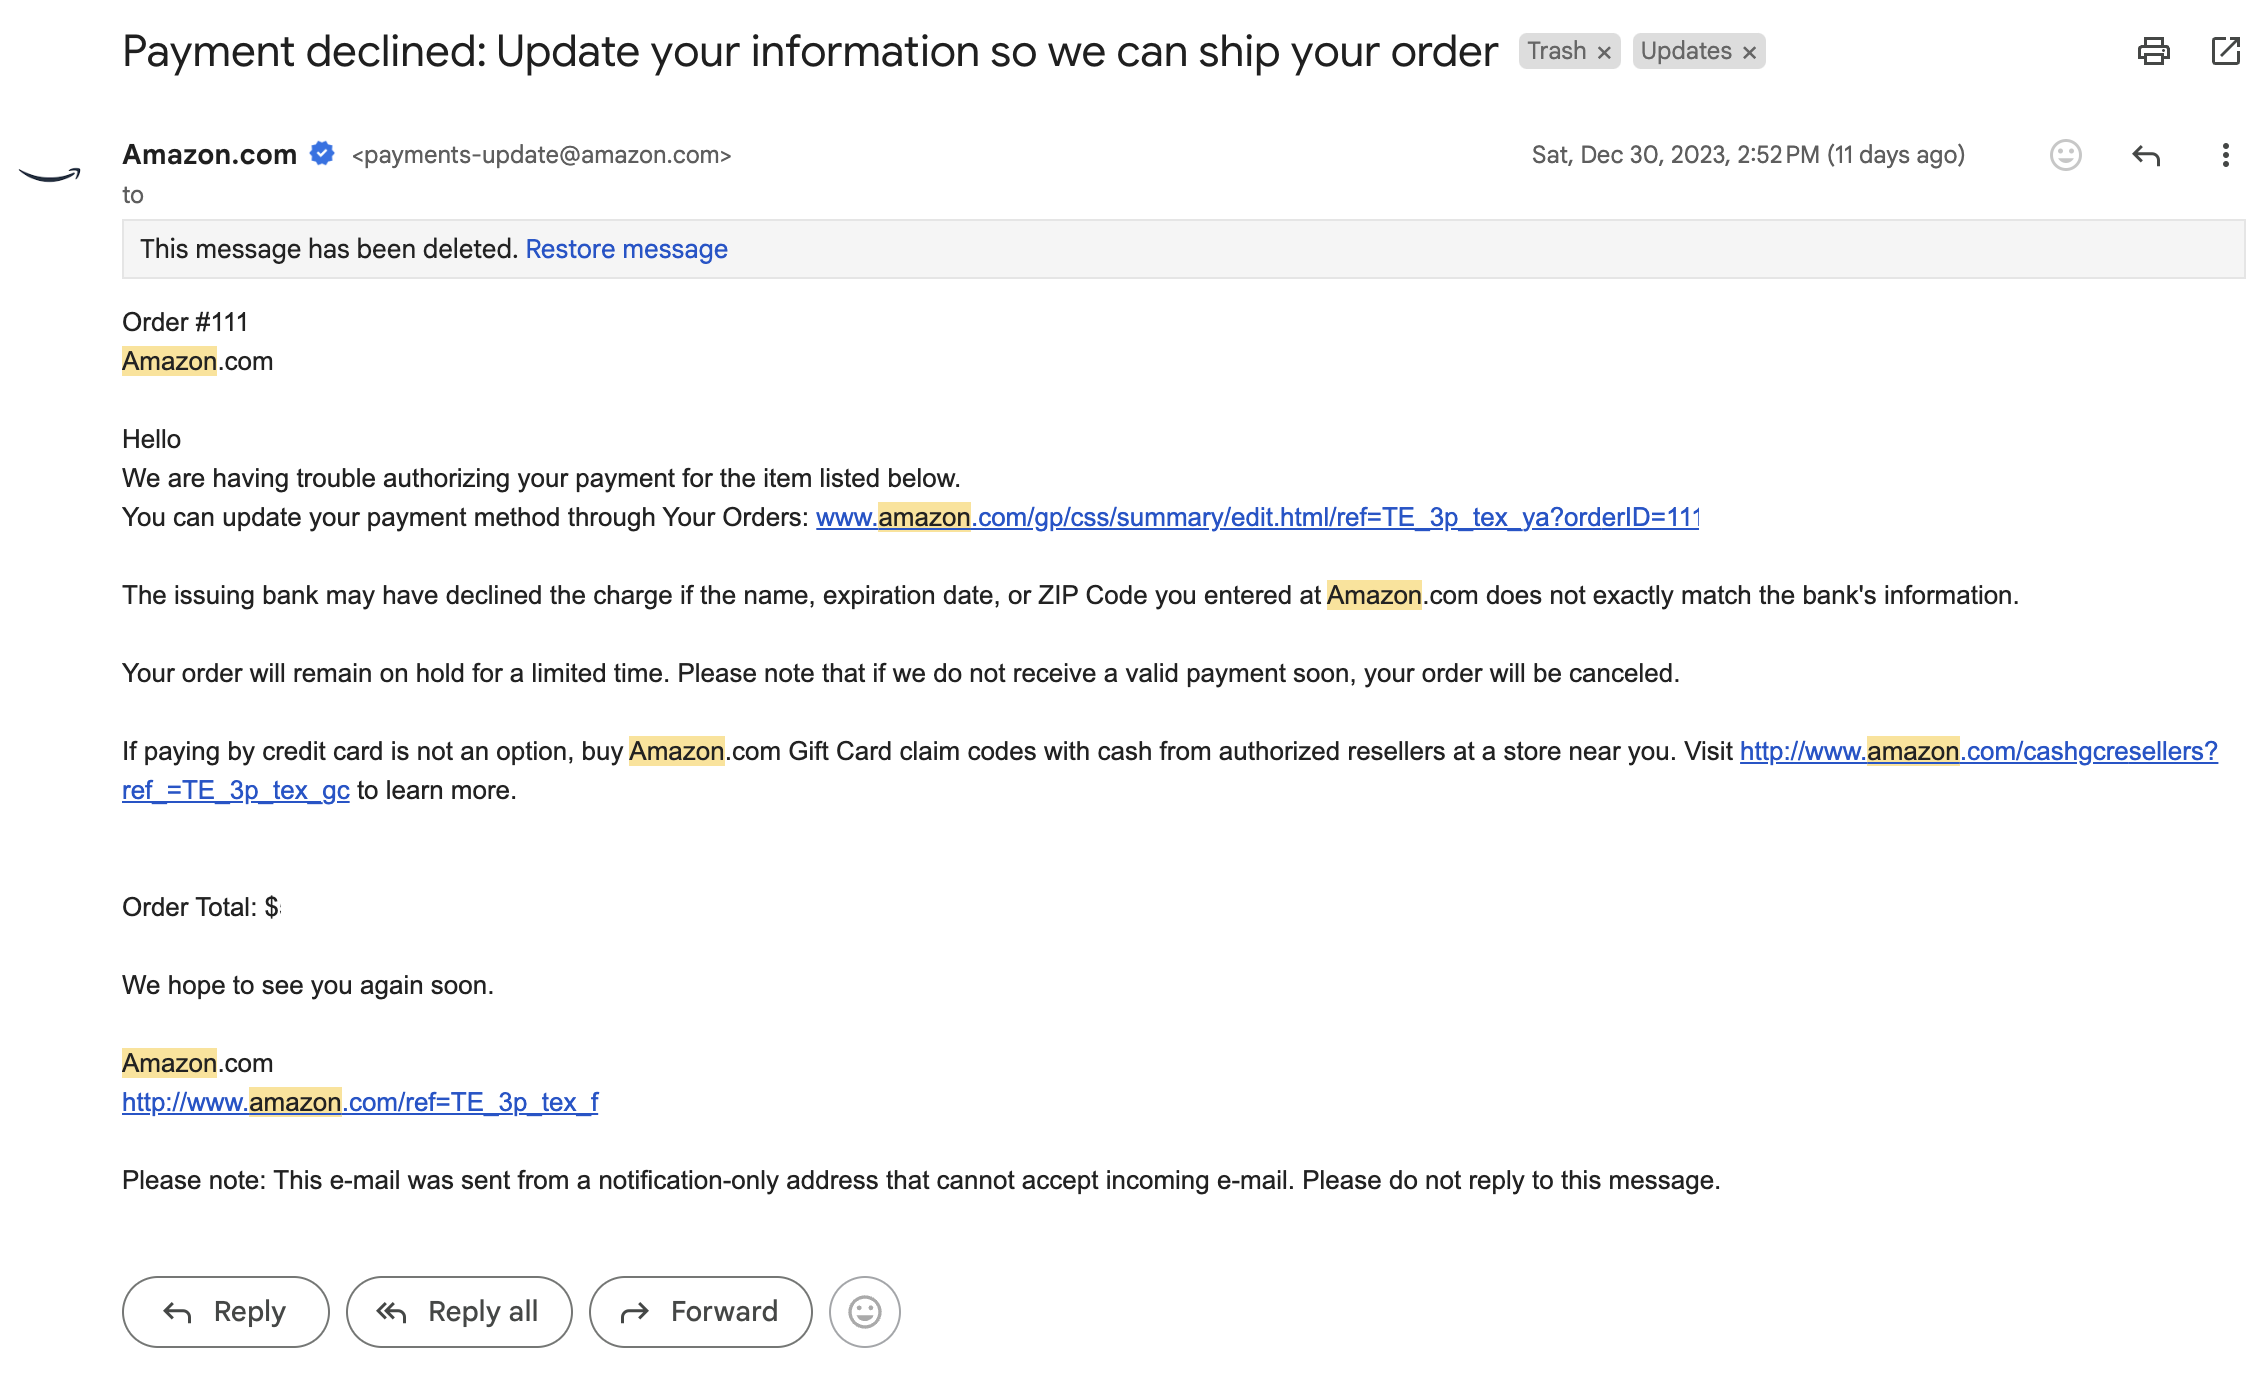 Payment declined: Update your information so we can ship your order Trash × Updates ×
Amazon.com <payments-update@amazon.com> Sat, Dec 30, 2023, 2:52 PM (11 days ago)
to
This message has been deleted. Restore message
Order #111
Amazon.com
Hello
We are having trouble authorizing your payment for the item listed below.
You can update your payment method through Your Orders: www.amazon.com/gp/css/summary/edit.html/ref=TE_3p_tex_ya?orderID=111
The issuing bank may have declined the charge if the name, expiration date, or ZIP Code you entered at Amazon.com does not exactly match the bank's information.
Your order will remain on hold for a limited time. Please note that if we do not receive a valid payment soon, your order will be canceled.
If paying by credit card is not an option, buy Amazon.com Gift Card claim codes with cash from authorized resellers at a store near you. Visit http://www.amazon.com/cashgcresellers?
ref_=TE_3p_tex_gc to learn more.
Order Total: $
We hope to see you again soon.
Amazon.com
http://www.amazon.com/ref=TE_3p_tex_f
Please note: This e-mail was sent from a notification-only address that cannot accept incoming e-mail. Please do not reply to this message.
Reply Reply all Forward